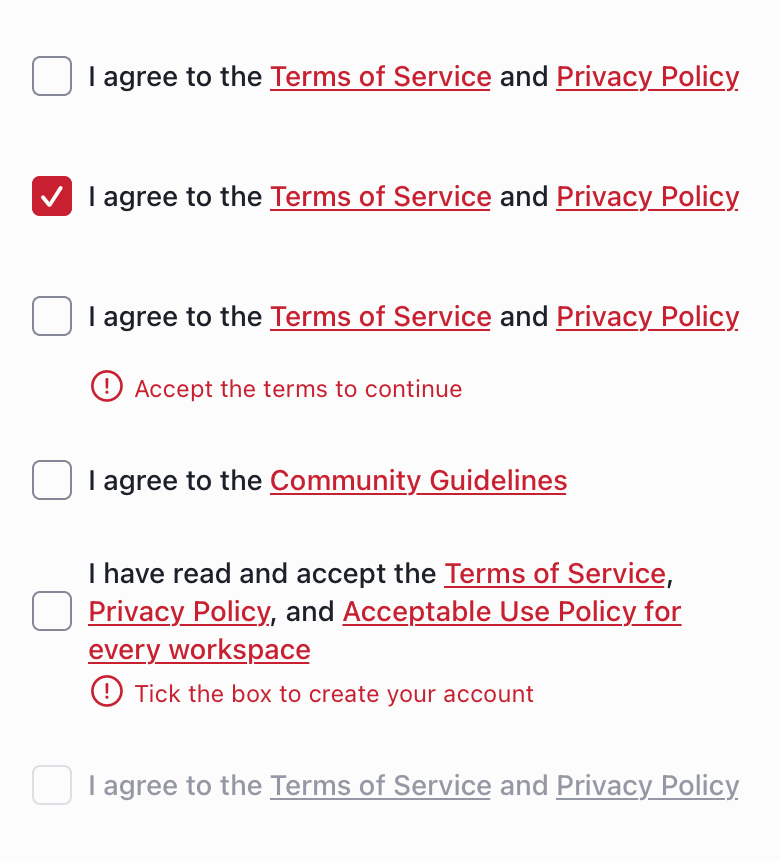 I agree to the Terms of Service and Privacy Policy
I agree to the Terms of Service and Privacy Policy
I agree to the Terms of Service and Privacy Policy
Accept the terms to continue
I agree to the Community Guidelines
I have read and accept the Terms of Service,
Privacy Policy, and Acceptable Use Policy for
every workspace
Tick the box to create your account
I agree to the Terms of Service and Privacy Policy